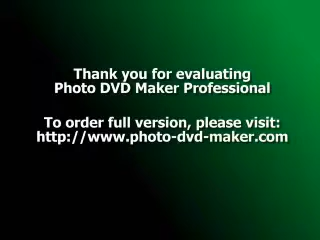 Thank you for evaluating
Photo DVD Maker Professional
To order full version, please visit:
http://www.photo-dvd-maker.com